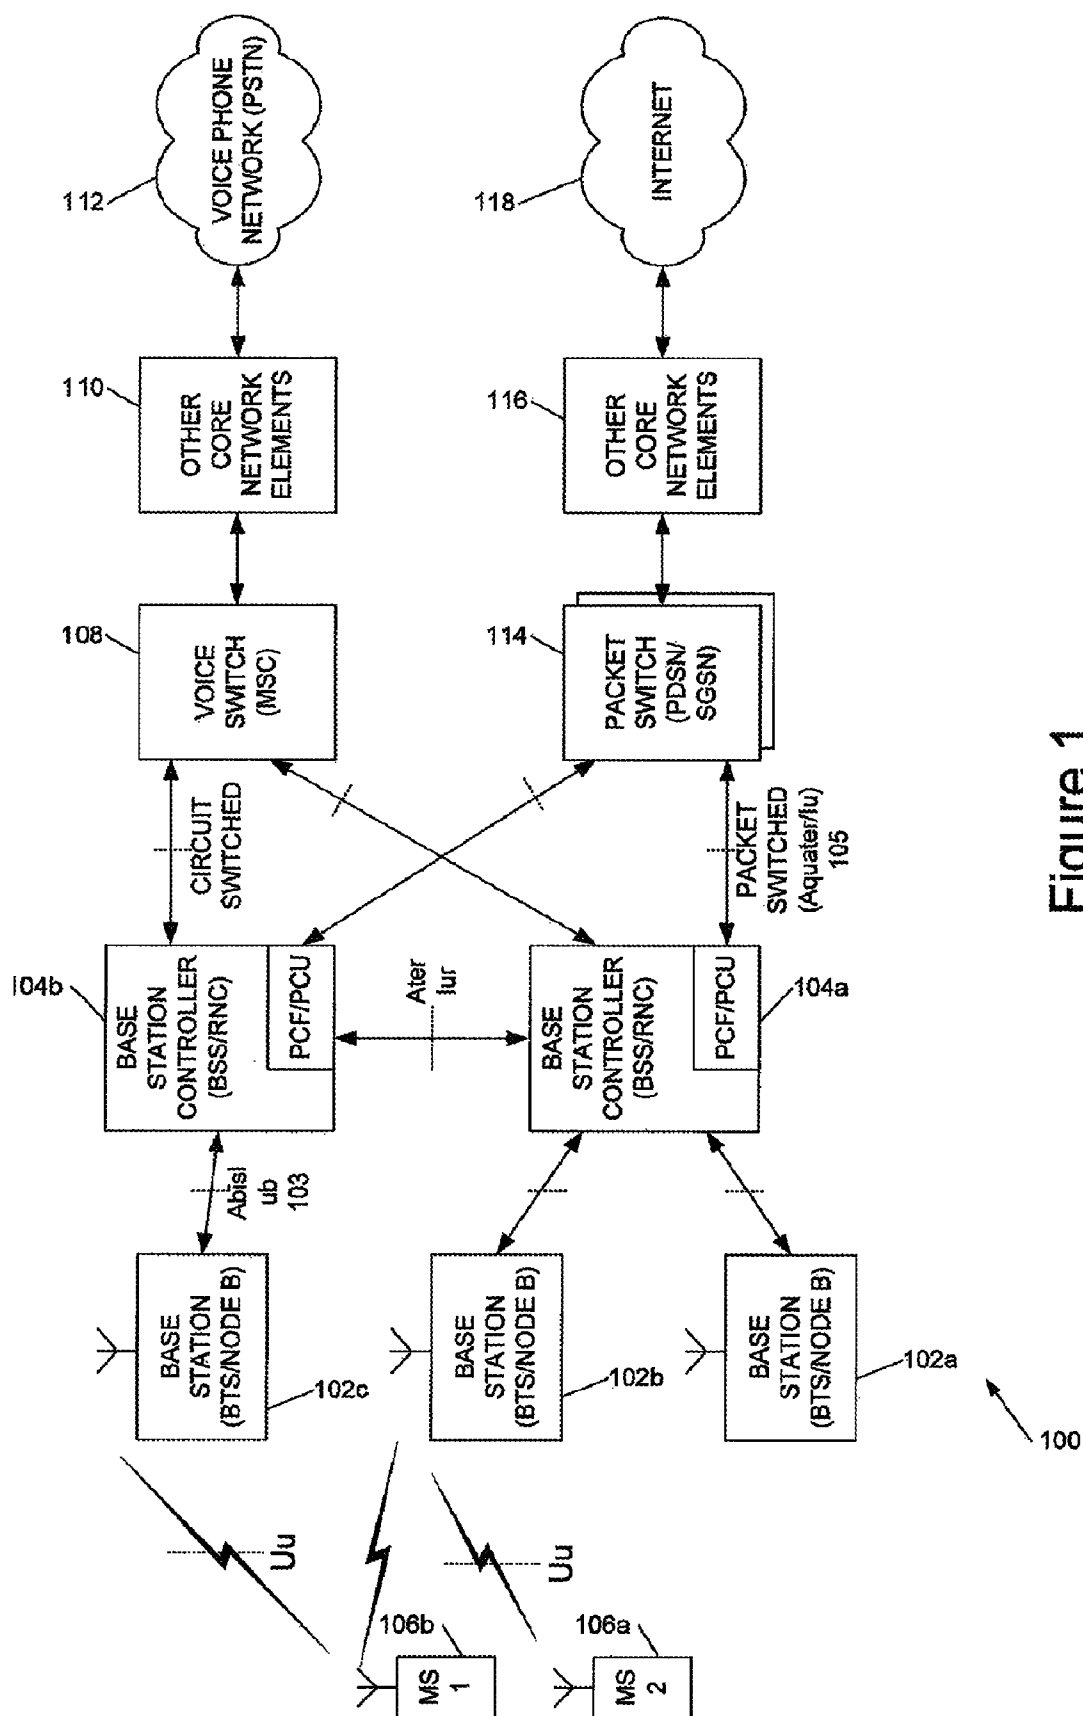 112
VOICE PHONE
NETWORK (PSTN)
118
INTERNET
110
OTHER
CORE
NETWORK
ELEMENTS
116
OTHER
CORE
NETWORK
ELEMENTS
108
VOICE
SWITCH
(MSC)
114
PACKET
SWITCH
(PDSN/
SGSN)
CIRCUIT
SWITCHED
PACKET
SWITCHED
(Aquater/Iu)
105
104b
BASE
STATION
CONTROLLER
(BSS/RNC)
PCF/PCU
Ater
Iur
BASE
STATION
CONTROLLER
(BSS/RNC)
PCF/PCU
104a
Abisl
ub
103
BASE
STATION
(BTS/NODE B)
102c
BASE
STATION
(BTS/NODE B)
102b
BASE
STATION
(BTS/NODE B)
102a
100
Uu
Uu
106b
MS
1
106a
MS
2
Figure 1